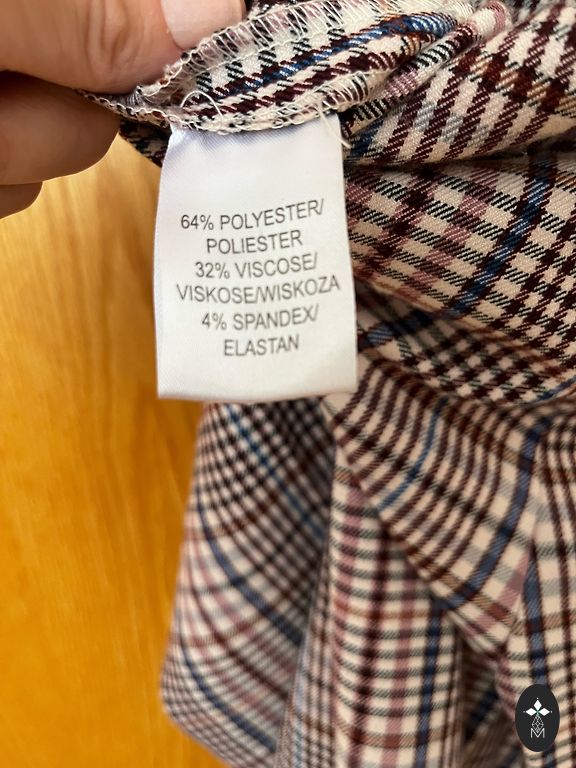 64% POLYESTER/
POLIESTER
32% VISCOSE/
VISKOSE/WISKOZA
4% SPANDEX/
ELASTAN
M